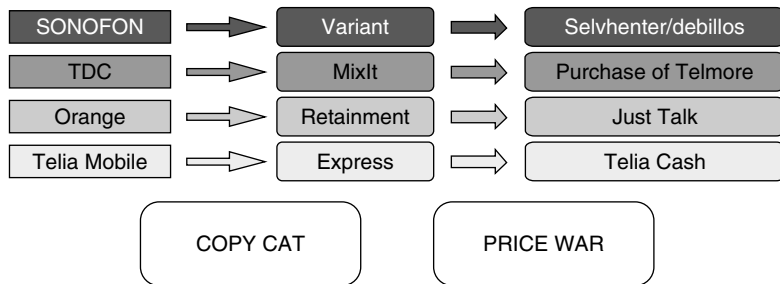 SONOFON Variant Selvhenter/debillos
TDC MixIt Purchase of Telmore
Orange Retainment Just Talk
Telia Mobile Express Telia Cash
COPY CAT PRICE WAR